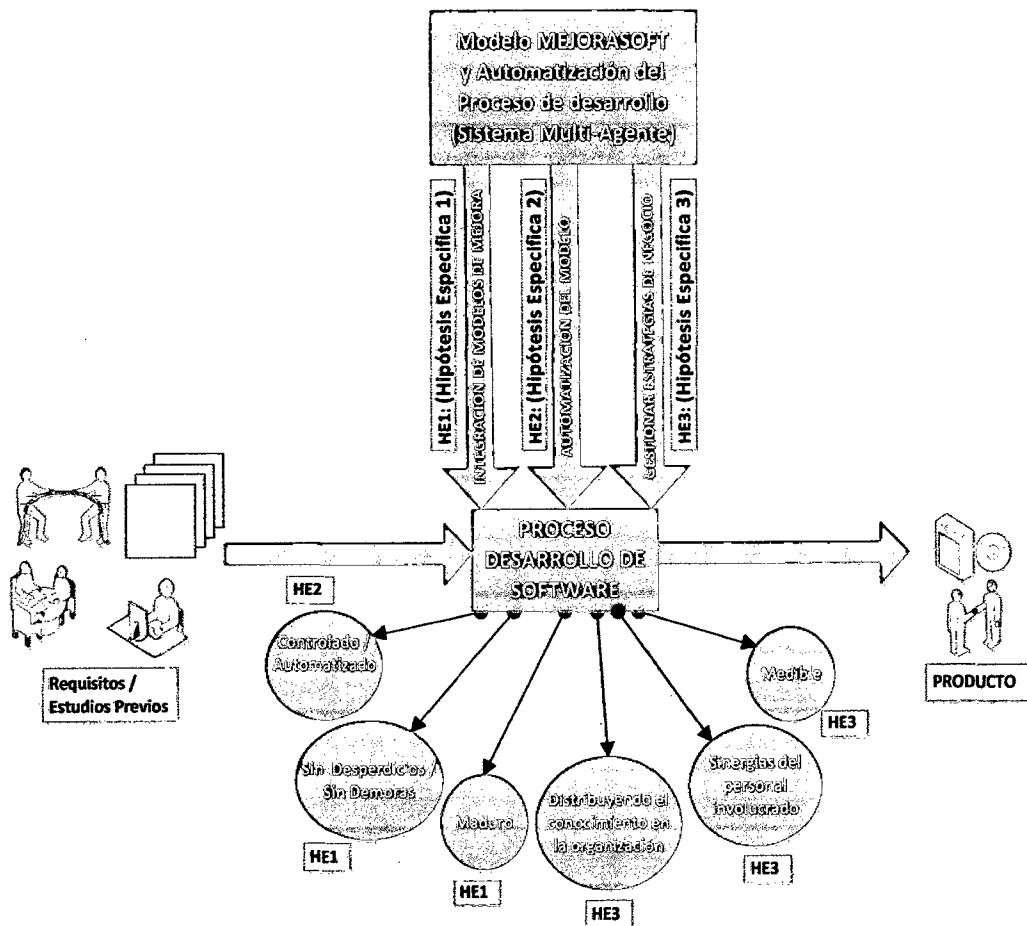 Modelo MEJORASOFT
y Automatización del
Proceso de desarrollo
(Sistema Multi-Agente)
HE1: (Hipótesis Específica 1)
INTEGRACION DE MODELOS DE MEJORA
HE2: (Hipótesis Específica 2)
AUTOMATIZACION DEL MODELO
GESTIONAR ESTRATEGIAS DE NEGOCIO
HE3: (Hipótesis Específica 3)
PROCESO
DESARROLLO DE
SOFTWARE
Requisitos /
Estudios Previos
PRODUCTO
HE2
Controlado /
Automatizado
Sin Desperdicios /
Sin Demoras
HE1
Maduro
HE1
Distribuyendo el
conocimiento en
la organización
HE3
Sinergias del
personal
involucrado
HE3
Medible
HE3